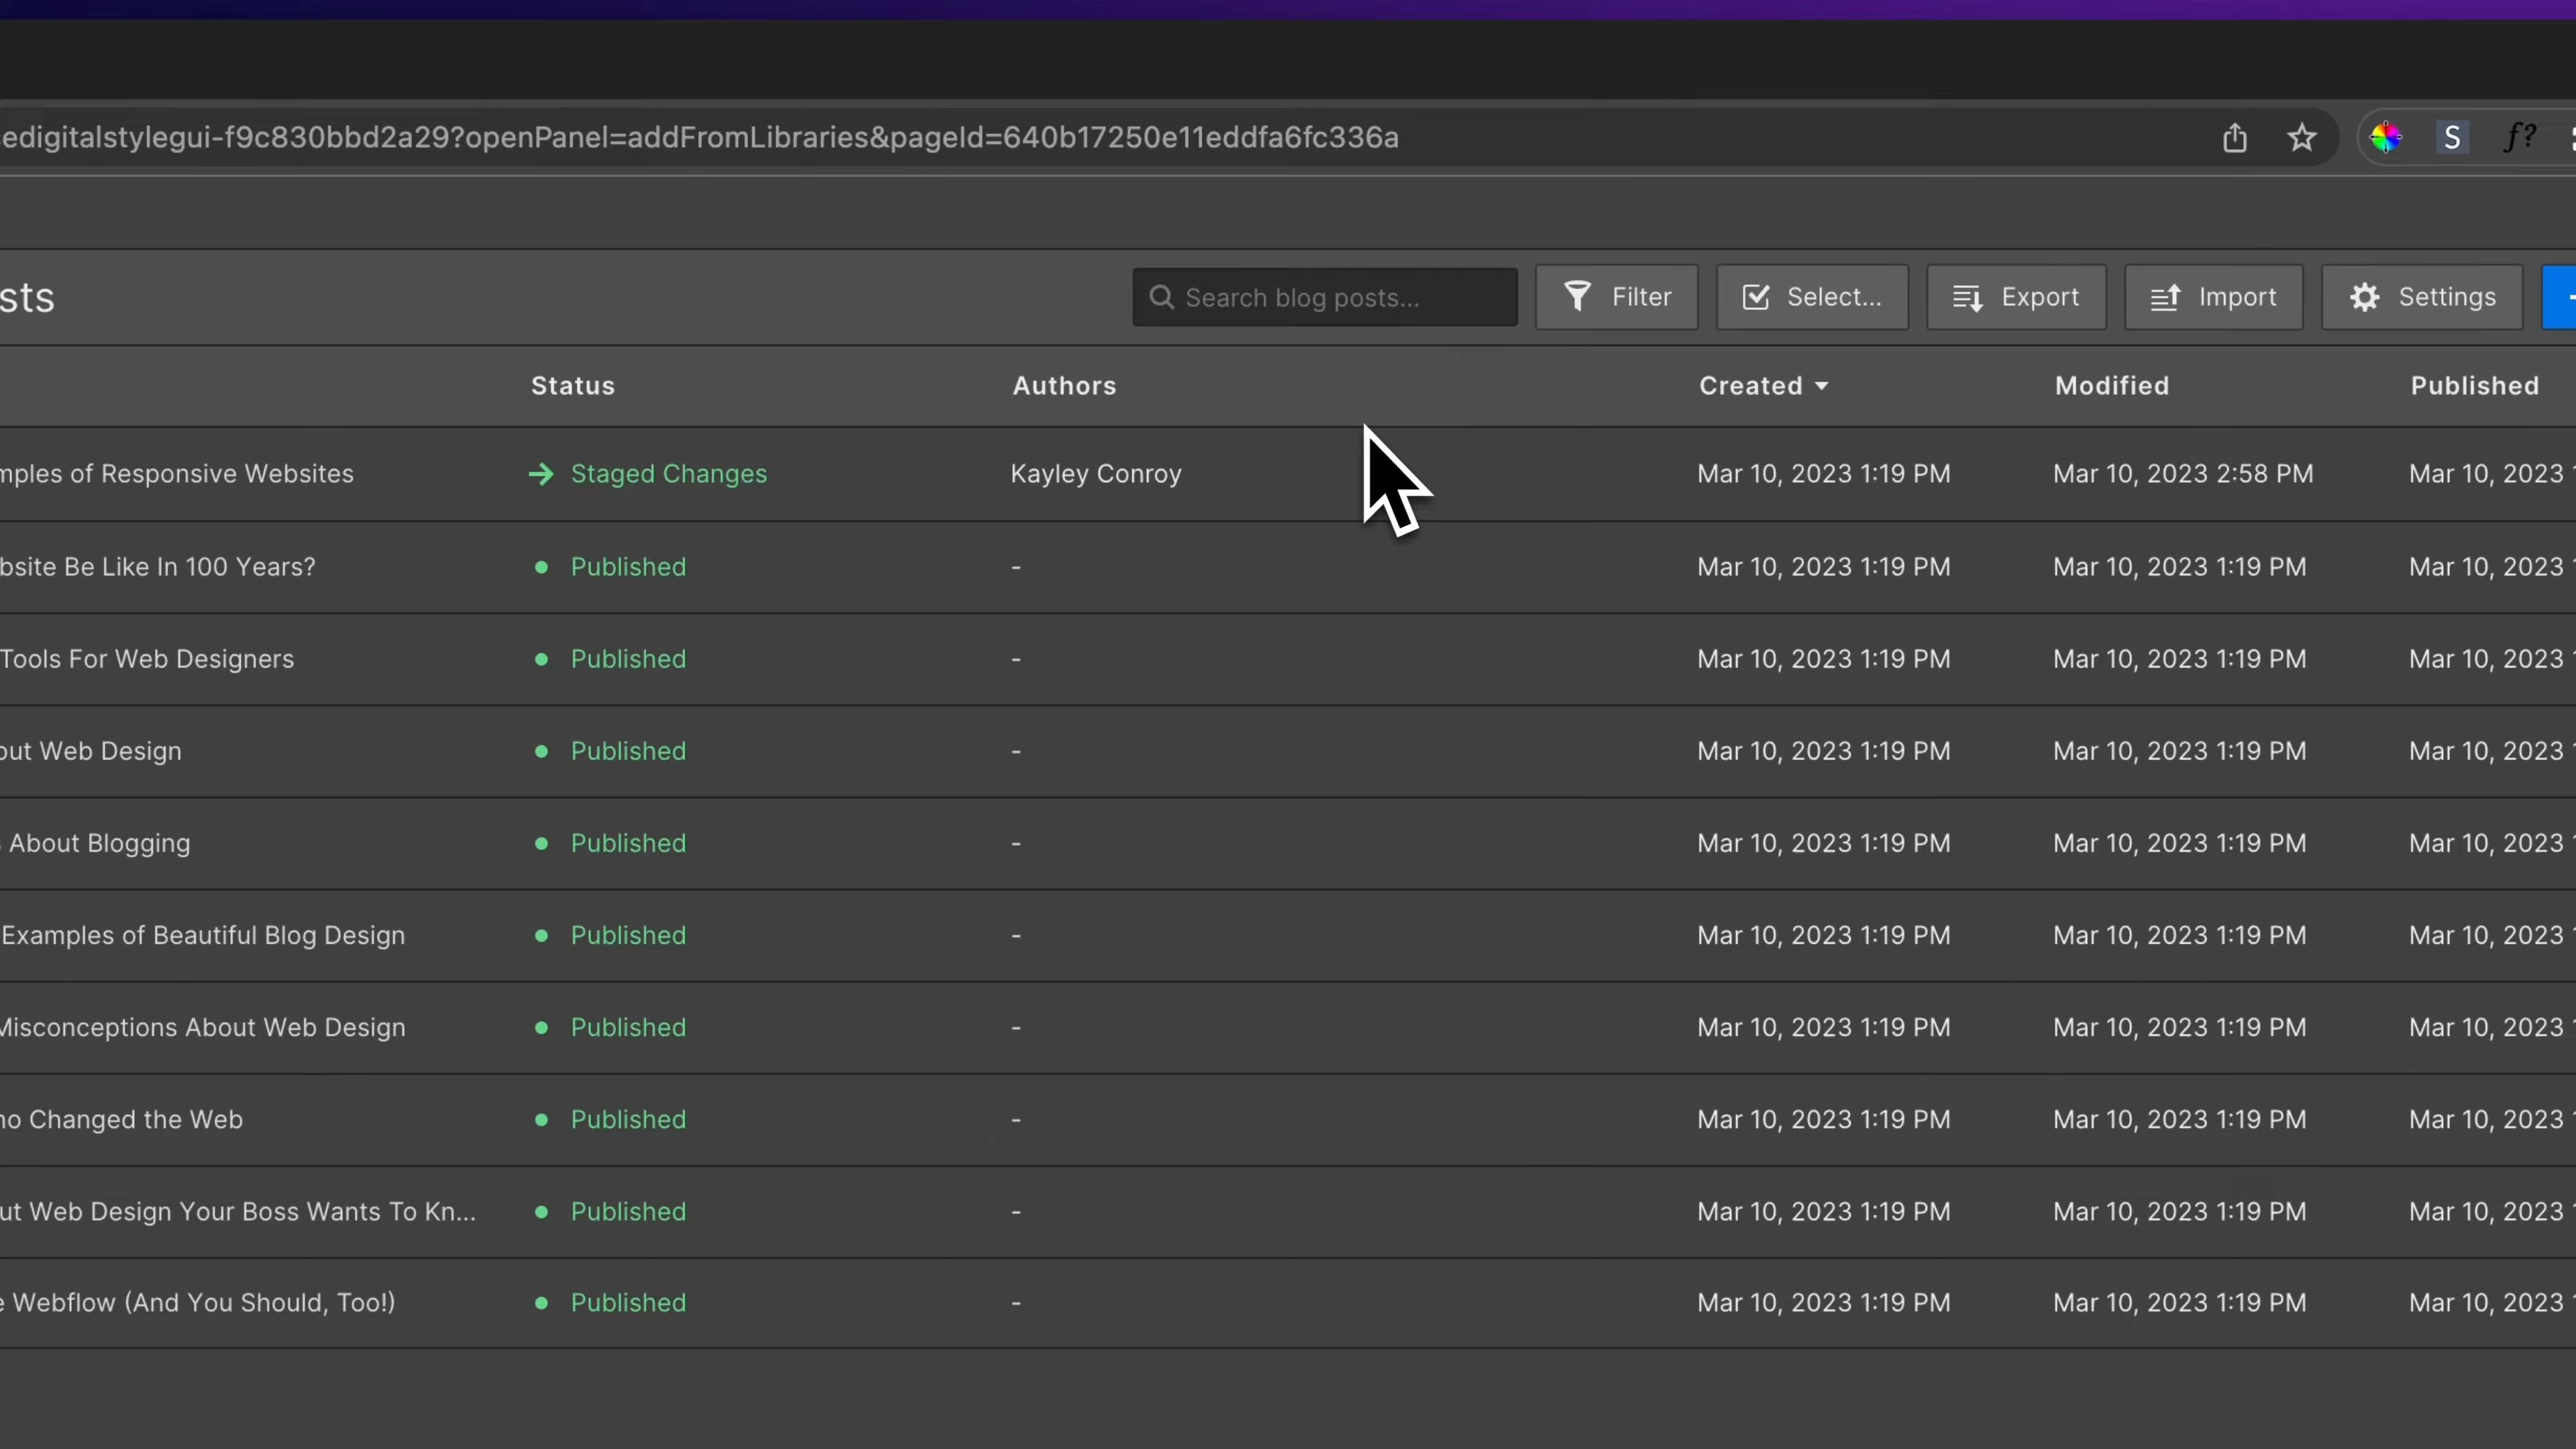 edigitalstylegui-f9c830bbd2a29?openPanel=addFromLibraries&pageId=640b17250e11eddfa6fc336a
S f?
sts Search blog posts... Filter Select... Export Import Settings
Status Authors Created Modified Published
mples of Responsive Websites Staged Changes Kayley Conroy Mar 10, 2023 1:19 PM Mar 10, 2023 2:58 PM Mar 10, 2023
bsite Be Like In 100 Years? Published - Mar 10, 2023 1:19 PM Mar 10, 2023 1:19 PM Mar 10, 2023
Tools For Web Designers Published - Mar 10, 2023 1:19 PM Mar 10, 2023 1:19 PM Mar 10, 2023
out Web Design Published - Mar 10, 2023 1:19 PM Mar 10, 2023 1:19 PM Mar 10, 2023
s About Blogging Published - Mar 10, 2023 1:19 PM Mar 10, 2023 1:19 PM Mar 10, 2023
Examples of Beautiful Blog Design Published - Mar 10, 2023 1:19 PM Mar 10, 2023 1:19 PM Mar 10, 2023
Misconceptions About Web Design Published - Mar 10, 2023 1:19 PM Mar 10, 2023 1:19 PM Mar 10, 2023
ho Changed the Web Published - Mar 10, 2023 1:19 PM Mar 10, 2023 1:19 PM Mar 10, 2023
ut Web Design Your Boss Wants To Kn... Published - Mar 10, 2023 1:19 PM Mar 10, 2023 1:19 PM Mar 10, 2023
e Webflow (And You Should, Too!) Published - Mar 10, 2023 1:19 PM Mar 10, 2023 1:19 PM Mar 10, 2023